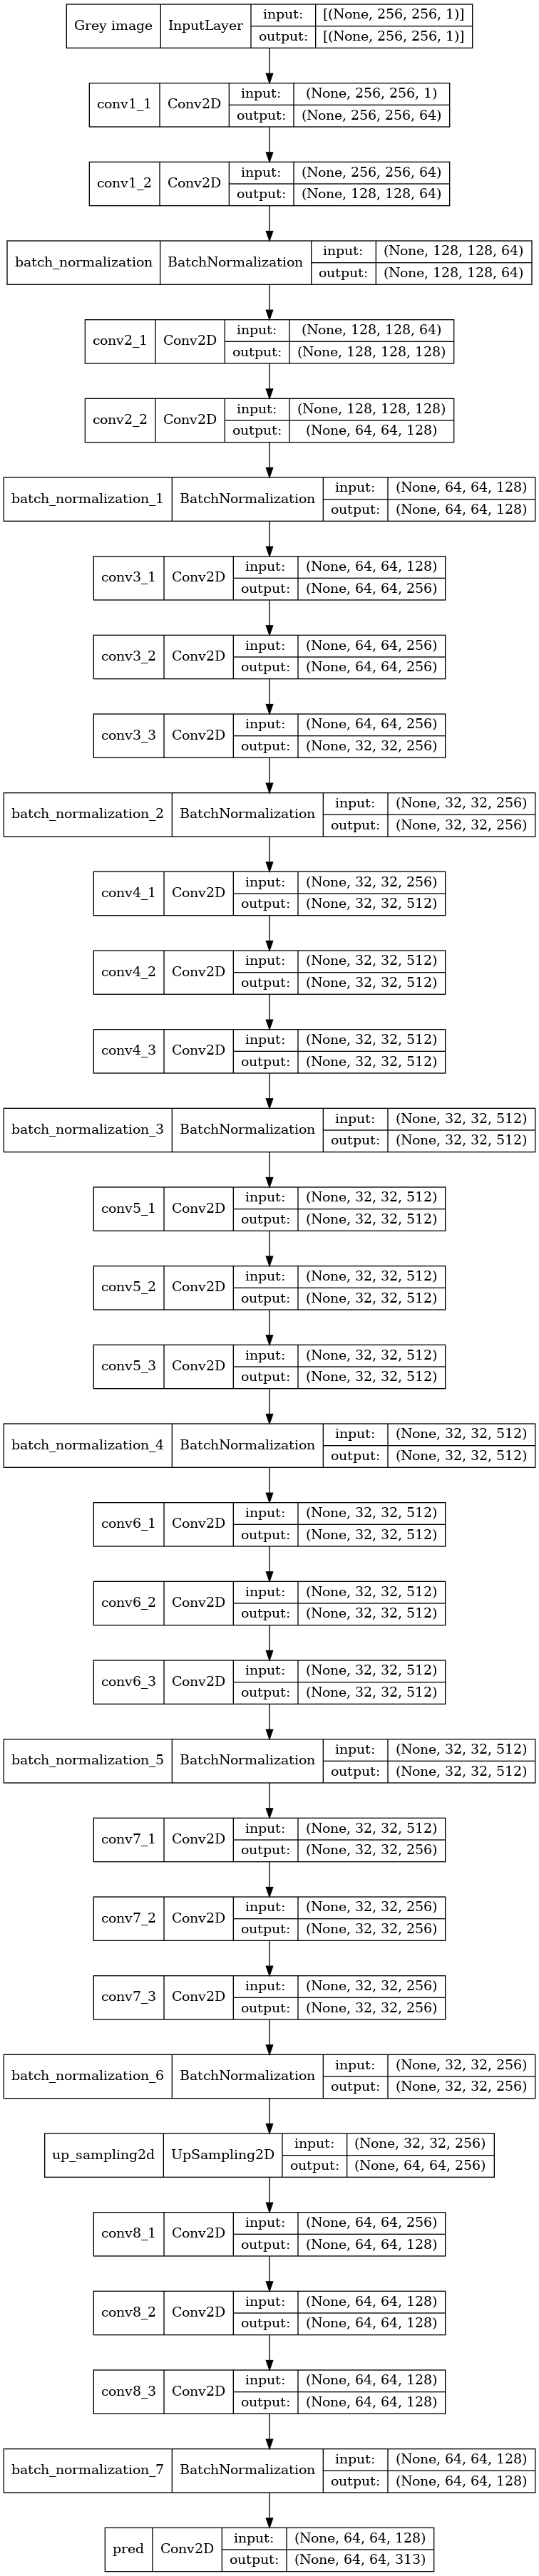 Grey image InputLayer input: [(None, 256, 256, 1)]
output: [(None, 256, 256, 1)]
conv1_1 Conv2D input: (None, 256, 256, 1)
output: (None, 256, 256, 64)
conv1_2 Conv2D input: (None, 256, 256, 64)
output: (None, 128, 128, 64)
batch_normalization BatchNormalization input: (None, 128, 128, 64)
output: (None, 128, 128, 64)
conv2_1 Conv2D input: (None, 128, 128, 64)
output: (None, 128, 128, 128)
conv2_2 Conv2D input: (None, 128, 128, 128)
output: (None, 64, 64, 128)
batch_normalization_1 BatchNormalization input: (None, 64, 64, 128)
output: (None, 64, 64, 128)
conv3_1 Conv2D input: (None, 64, 64, 128)
output: (None, 64, 64, 256)
conv3_2 Conv2D input: (None, 64, 64, 256)
output: (None, 64, 64, 256)
conv3_3 Conv2D input: (None, 64, 64, 256)
output: (None, 32, 32, 256)
batch_normalization_2 BatchNormalization input: (None, 32, 32, 256)
output: (None, 32, 32, 256)
conv4_1 Conv2D input: (None, 32, 32, 256)
output: (None, 32, 32, 512)
conv4_2 Conv2D input: (None, 32, 32, 512)
output: (None, 32, 32, 512)
conv4_3 Conv2D input: (None, 32, 32, 512)
output: (None, 32, 32, 512)
batch_normalization_3 BatchNormalization input: (None, 32, 32, 512)
output: (None, 32, 32, 512)
conv5_1 Conv2D input: (None, 32, 32, 512)
output: (None, 32, 32, 512)
conv5_2 Conv2D input: (None, 32, 32, 512)
output: (None, 32, 32, 512)
conv5_3 Conv2D input: (None, 32, 32, 512)
output: (None, 32, 32, 512)
batch_normalization_4 BatchNormalization input: (None, 32, 32, 512)
output: (None, 32, 32, 512)
conv6_1 Conv2D input: (None, 32, 32, 512)
output: (None, 32, 32, 512)
conv6_2 Conv2D input: (None, 32, 32, 512)
output: (None, 32, 32, 512)
conv6_3 Conv2D input: (None, 32, 32, 512)
output: (None, 32, 32, 512)
batch_normalization_5 BatchNormalization input: (None, 32, 32, 512)
output: (None, 32, 32, 512)
conv7_1 Conv2D input: (None, 32, 32, 512)
output: (None, 32, 32, 256)
conv7_2 Conv2D input: (None, 32, 32, 256)
output: (None, 32, 32, 256)
conv7_3 Conv2D input: (None, 32, 32, 256)
output: (None, 32, 32, 256)
batch_normalization_6 BatchNormalization input: (None, 32, 32, 256)
output: (None, 32, 32, 256)
up_sampling2d UpSampling2D input: (None, 32, 32, 256)
output: (None, 64, 64, 256)
conv8_1 Conv2D input: (None, 64, 64, 256)
output: (None, 64, 64, 128)
conv8_2 Conv2D input: (None, 64, 64, 128)
output: (None, 64, 64, 128)
conv8_3 Conv2D input: (None, 64, 64, 128)
output: (None, 64, 64, 128)
batch_normalization_7 BatchNormalization input: (None, 64, 64, 128)
output: (None, 64, 64, 128)
pred Conv2D input: (None, 64, 64, 128)
output: (None, 64, 64, 313)